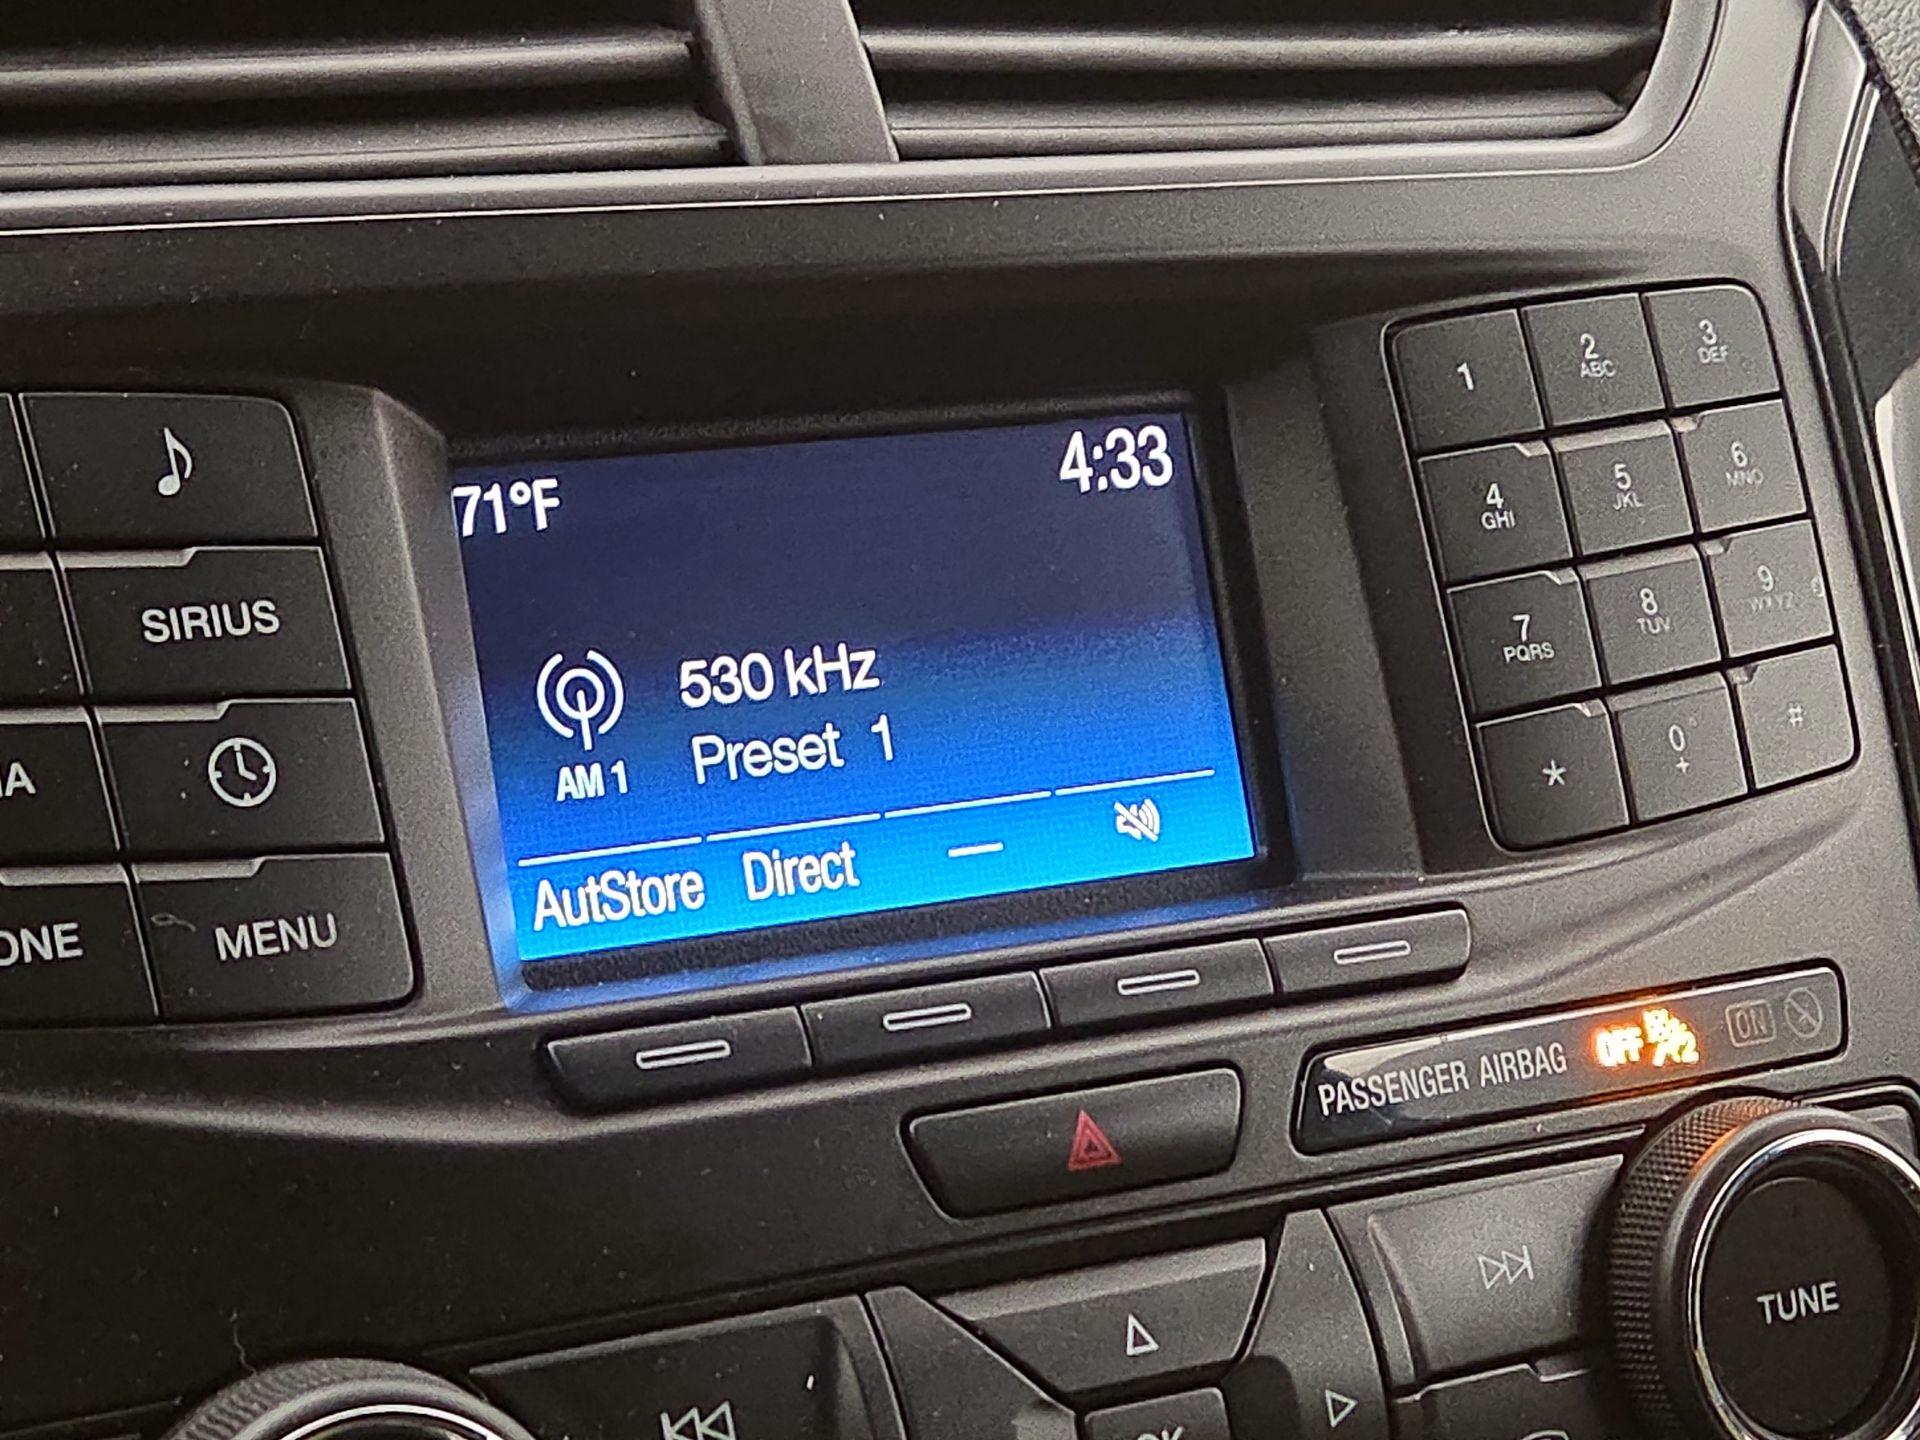 71°F
4:33
530 kHz
Preset 1
AM 1
AutStore
Direct
SIRIUS
MENU
1
2
ABC
3
DEF
4
GHI
5
JKL
6
MNO
7
PQRS
8
TUV
9
WXYZ
*
0
+
#
PASSENGER AIRBAG
OFF
ON
TUNE